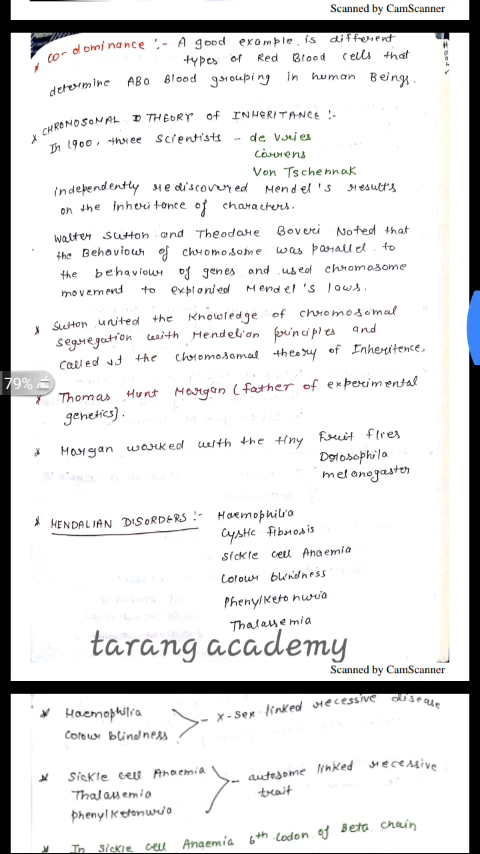 Scanned by CamScanner
* co-dominance :- A good example is different
types of Red Blood cells that
determine ABO Blood grouping in human Beings.
* CHROMOSOMAL THEORY OF INHERITANCE :-
In 1900, three Scientists - de Vries
Correns
Von Tschennak
independently rediscovered Mendel's results
on the inheritance of characters.
Walter Sutton and Theodare Boveri Noted that
the Behaviour of chromosome was parallel to
the behaviour of genes and used chromosome
movement to explanied Mendel's laws.
* Sutton united the Knowledge of chromosomal
segregation with Mendelian principles and
called it the chromosomal theory of Inheritence.
79%
* Thomas Hunt Morgan (father of experimental
genetics).
* Morgan worked with the tiny fruit flies
Dorosophila
melanogaster
* MENDALIAN DISORDERS :- Haemophilia
Cystic fibrosis
Sickle cell Anaemia
Colour blindness
Phenylketonuria
Thalassemia
tarang academy
Scanned by CamScanner
* Haemophilia
Colour blindness - X-Sex linked recessive disease
* Sickle cell Anaemia
Thalassemia - autosome linked recessive
Phenylketonuria trait
* In Sickle cell Anaemia 6th codon of Beta chain